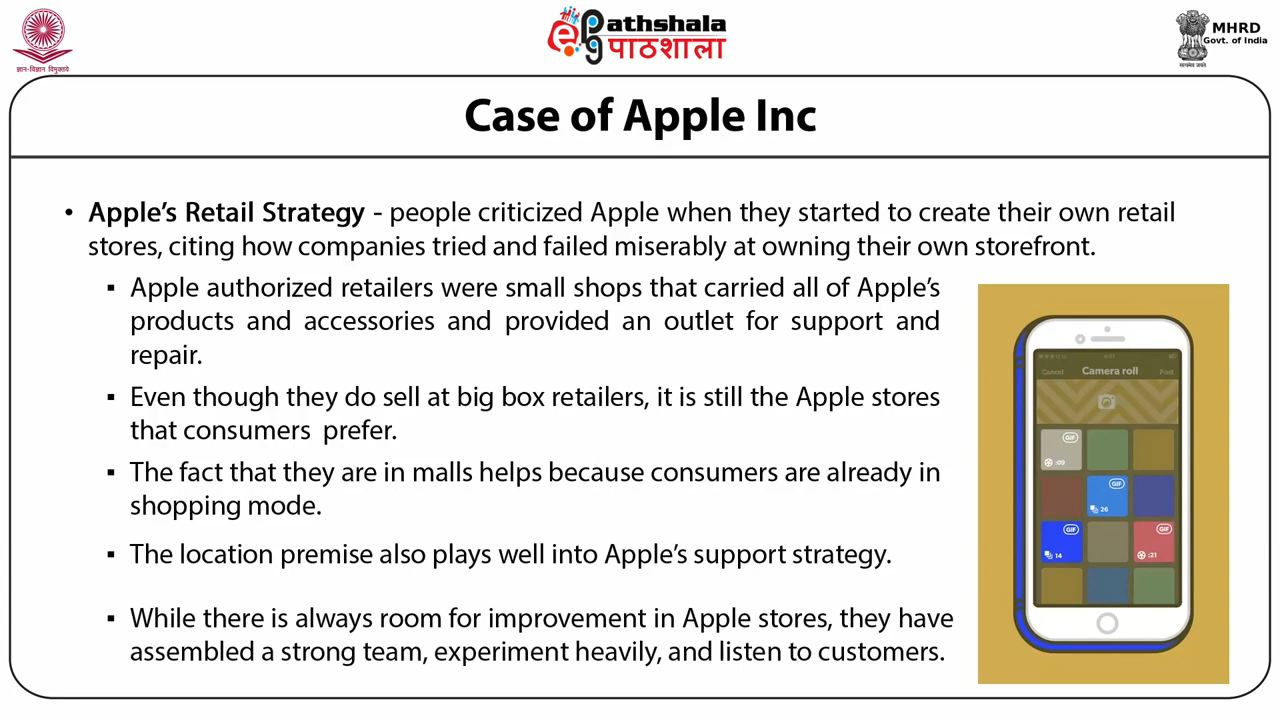 ज्ञान-विज्ञान विमुक्तये
ePathshala
पाठशाला
MHRD
Govt. of India
सत्यमेव जयते
Case of Apple Inc
• Apple’s Retail Strategy - people criticized Apple when they started to create their own retail
stores, citing how companies tried and failed miserably at owning their own storefront.
▪ Apple authorized retailers were small shops that carried all of Apple’s
products and accessories and provided an outlet for support and
repair.
▪ Even though they do sell at big box retailers, it is still the Apple stores
that consumers prefer.
▪ The fact that they are in malls helps because consumers are already in
shopping mode.
▪ The location premise also plays well into Apple’s support strategy.
▪ While there is always room for improvement in Apple stores, they have
assembled a strong team, experiment heavily, and listen to customers.
Cancel Camera roll Post
GIF
:09
GIF
26
GIF GIF
14 :21